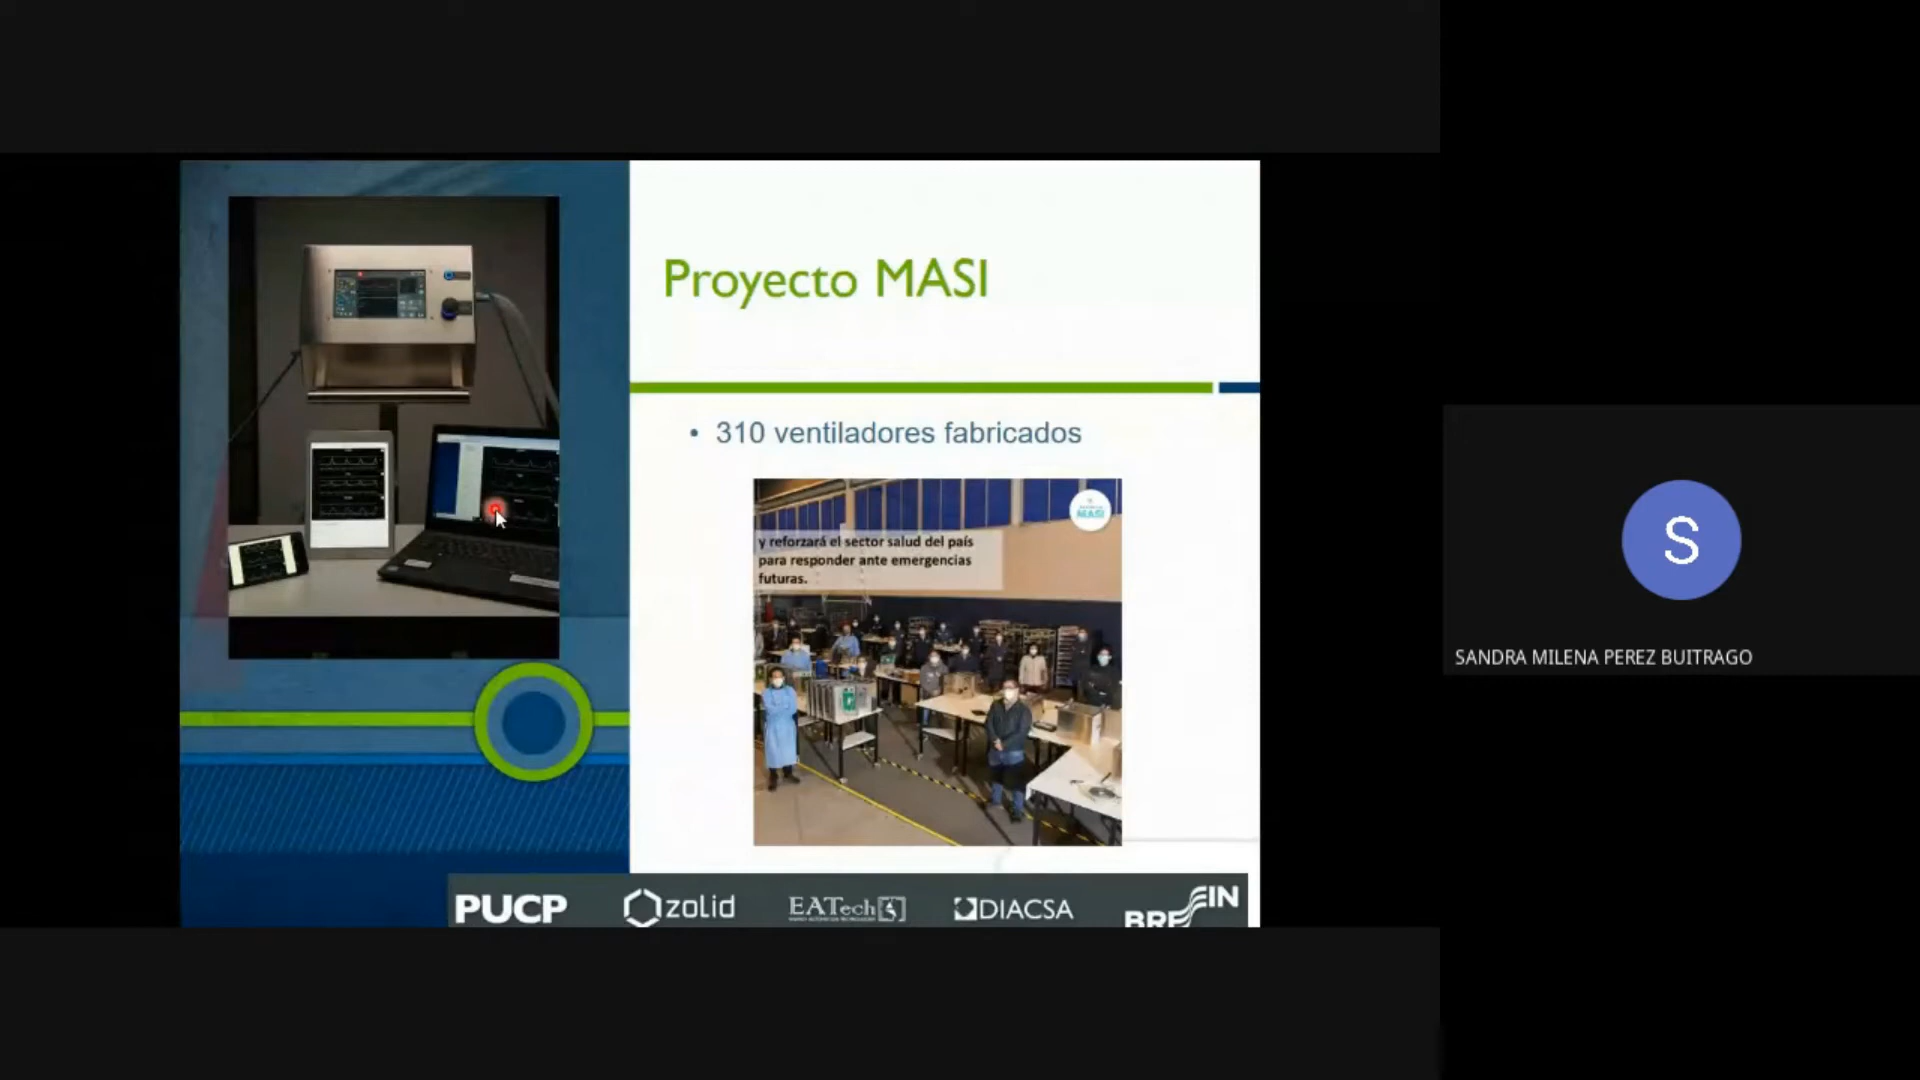 Proyecto MASI
• 310 ventiladores fabricados
MASI
y reforzará el sector salud del país
para responder ante emergencias
futuras.
PUCP
zolid
EATech
DIACSA
BREEIN
S
SANDRA MILENA PEREZ BUITRAGO